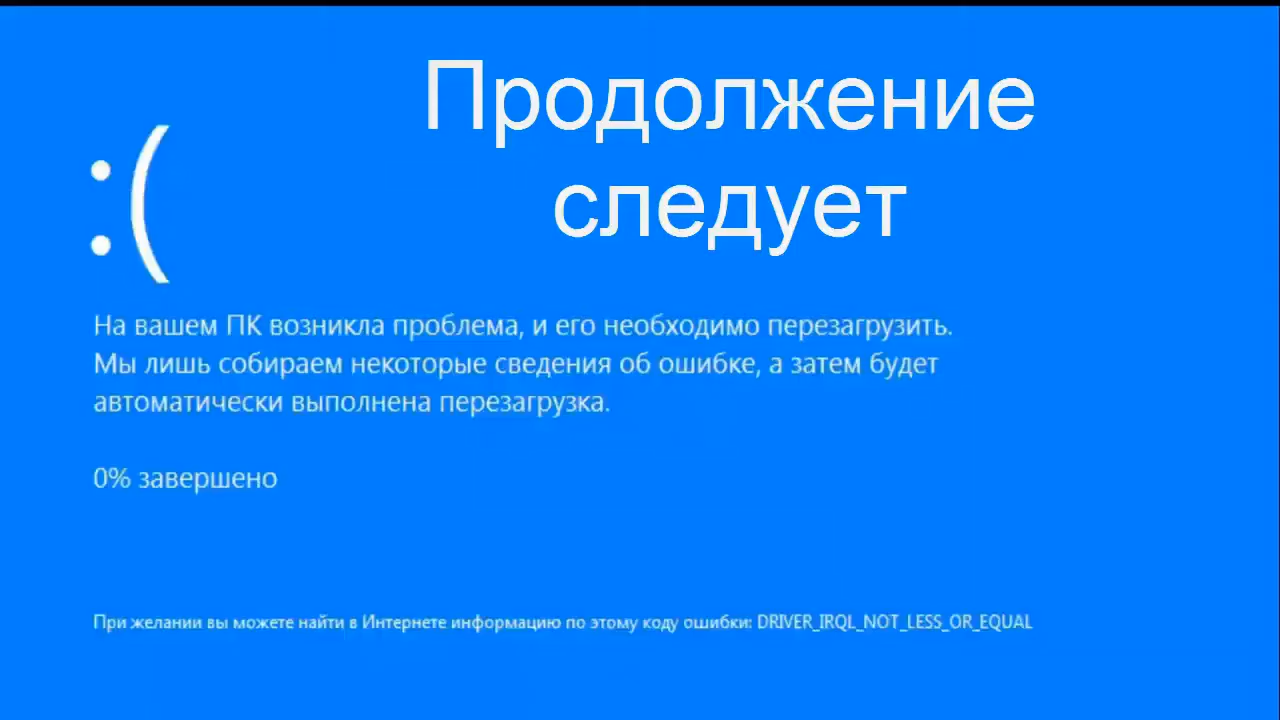 Продолжение
следует
:(
На вашем ПК возникла проблема, и его необходимо перезагрузить.
Мы лишь собираем некоторые сведения об ошибке, а затем будет
автоматически выполнена перезагрузка.
0% завершено
При желании вы можете найти в Интернете информацию по этому коду ошибки: DRIVER_IRQL_NOT_LESS_OR_EQUAL